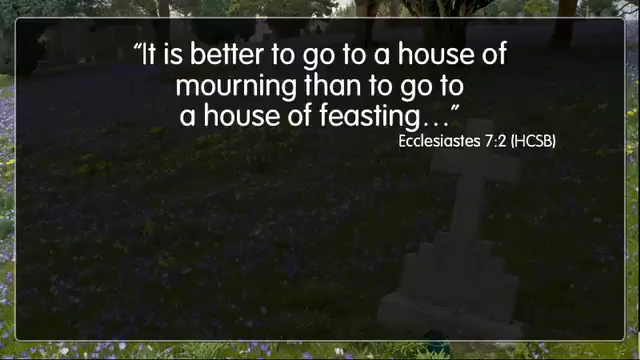 “It is better to go to a house of
mourning than to go to
a house of feasting…”
Ecclesiastes 7:2 (HCSB)